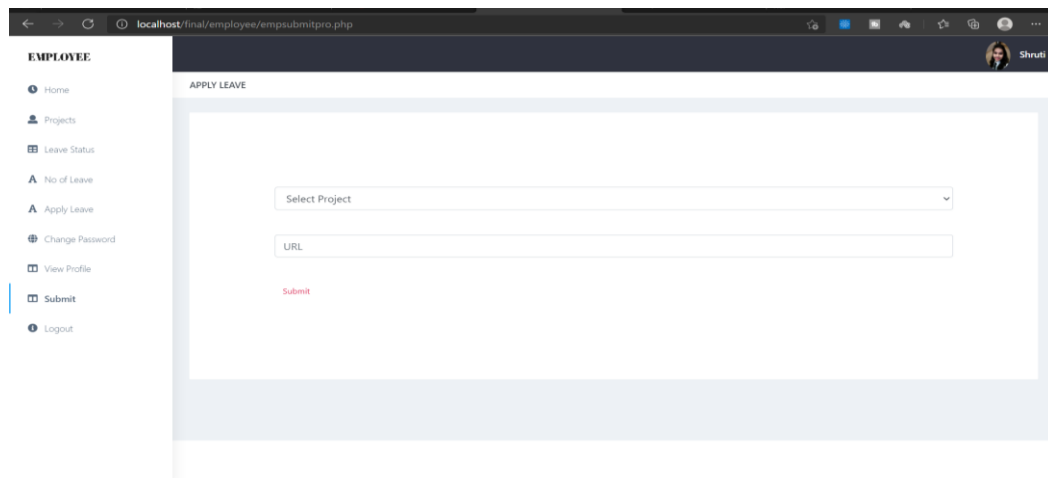 localhost/final/employee/empsubmitpro.php
EMPLOYEE
Shruti
Home
APPLY LEAVE
Projects
Leave Status
A No of Leave
A Apply Leave
Change Password
View Profile
Submit
Logout
Select Project
URL
Submit